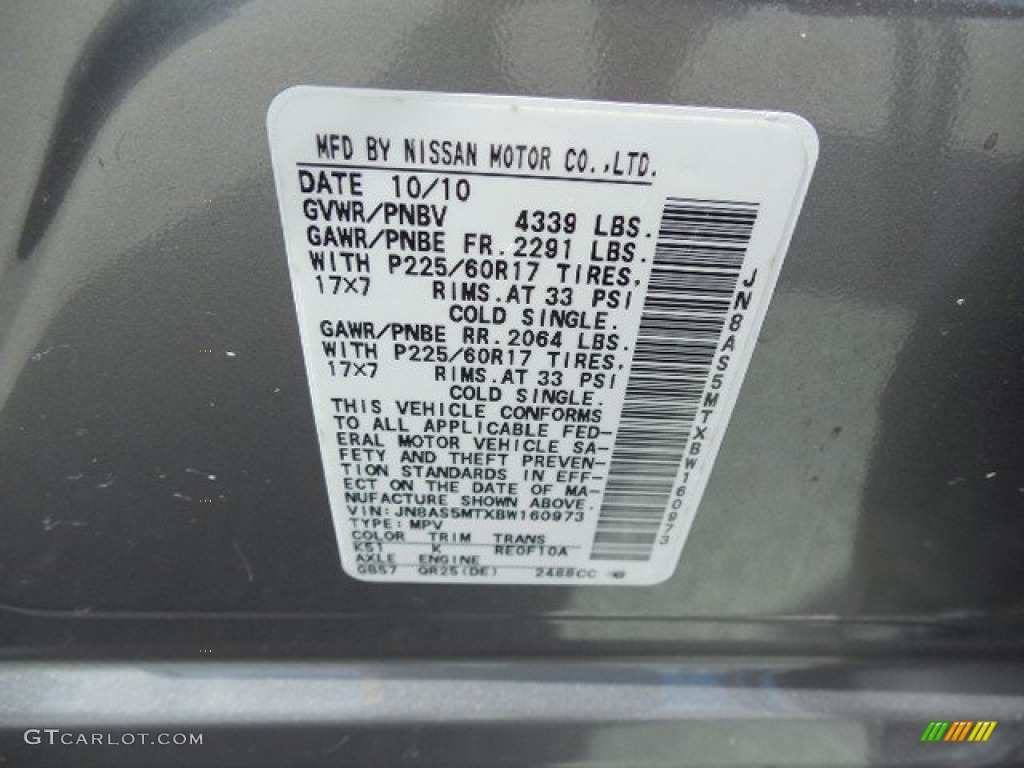 MFD BY NISSAN MOTOR CO.,LTD.
DATE 10/10
GVWR/PNBV 4339 LBS.
GAWR/PNBE FR. 2291 LBS.
WITH P225/60R17 TIRES,
17×7 RIMS. AT 33 PSI
COLD SINGLE.
GAWR/PNBE RR. 2064 LBS.
WITH P225/60R17 TIRES,
17×7 RIMS. AT 33 PSI
COLD SINGLE.
THIS VEHICLE CONFORMS
TO ALL APPLICABLE FED-
ERAL MOTOR VEHICLE SA-
FETY AND THEFT PREVEN-
TION STANDARDS IN EFF-
ECT ON THE DATE OF MA-
NUFACTURE SHOWN ABOVE.
VIN: JN8AS5MTXBW160973
TYPE: MPV
COLOR TRIM TRANS
K51 K RE0F10A
AXLE ENGINE
GB57 QR25(DE) 2488CC
JN8AS5MTXBW160973
GTCARLOT.COM